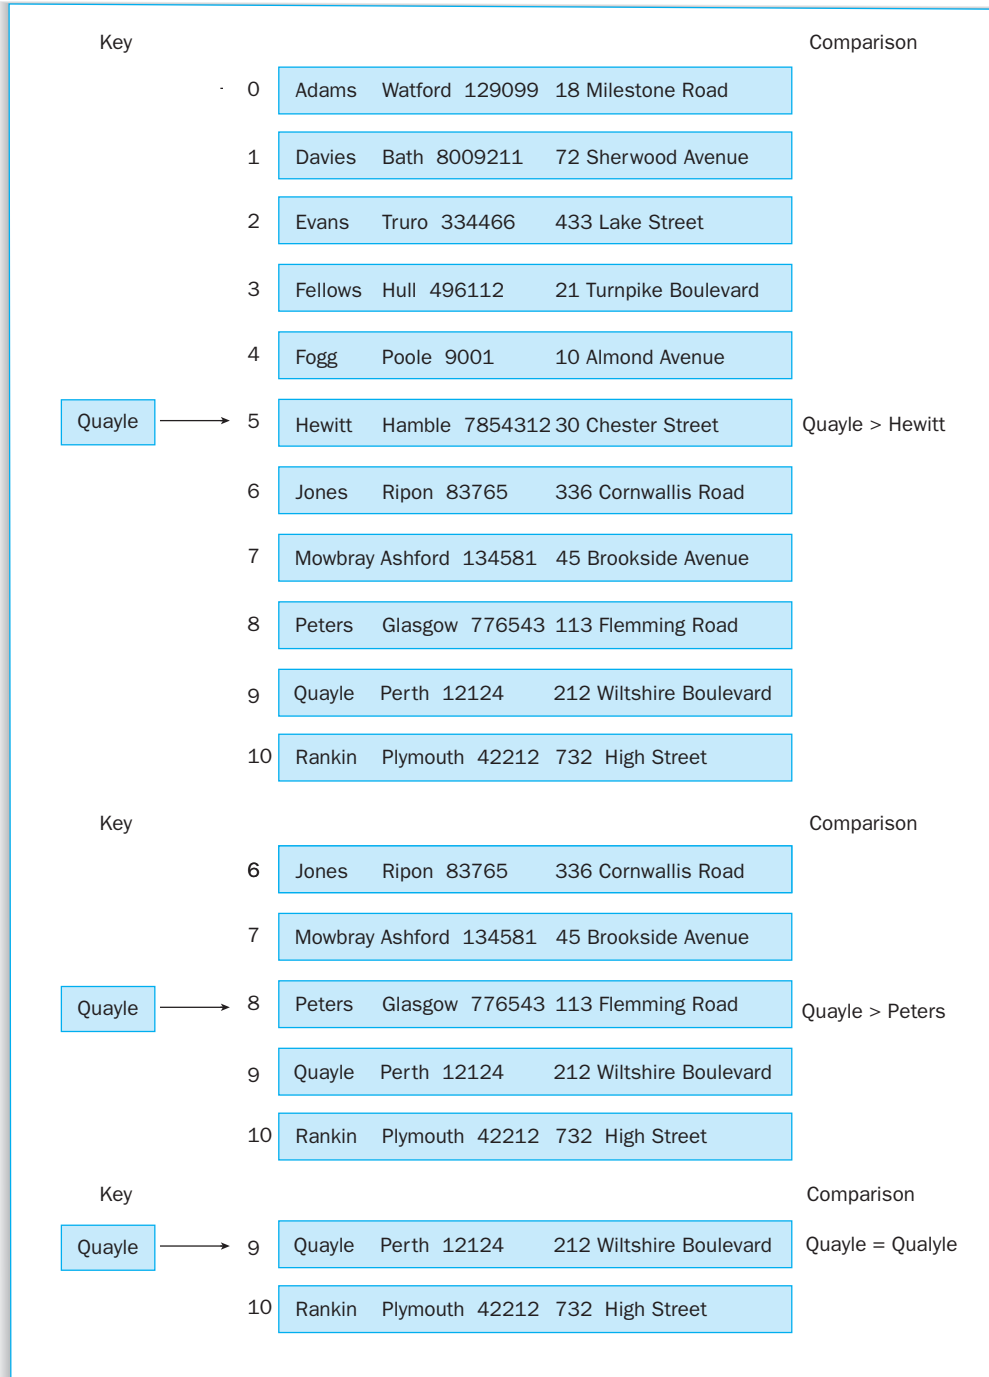 Key Comparison
0 Adams Watford 129099 18 Milestone Road
1 Davies Bath 8009211 72 Sherwood Avenue
2 Evans Truro 334466 433 Lake Street
3 Fellows Hull 496112 21 Turnpike Boulevard
4 Fogg Poole 9001 10 Almond Avenue
Quayle 5 Hewitt Hamble 7854312 30 Chester Street Quayle > Hewitt
6 Jones Ripon 83765 336 Cornwallis Road
7 Mowbray Ashford 134581 45 Brookside Avenue
8 Peters Glasgow 776543 113 Flemming Road
9 Quayle Perth 12124 212 Wiltshire Boulevard
10 Rankin Plymouth 42212 732 High Street
Key Comparison
6 Jones Ripon 83765 336 Cornwallis Road
7 Mowbray Ashford 134581 45 Brookside Avenue
Quayle 8 Peters Glasgow 776543 113 Flemming Road Quayle > Peters
9 Quayle Perth 12124 212 Wiltshire Boulevard
10 Rankin Plymouth 42212 732 High Street
Key Comparison
Quayle 9 Quayle Perth 12124 212 Wiltshire Boulevard Quayle = Qualyle
10 Rankin Plymouth 42212 732 High Street